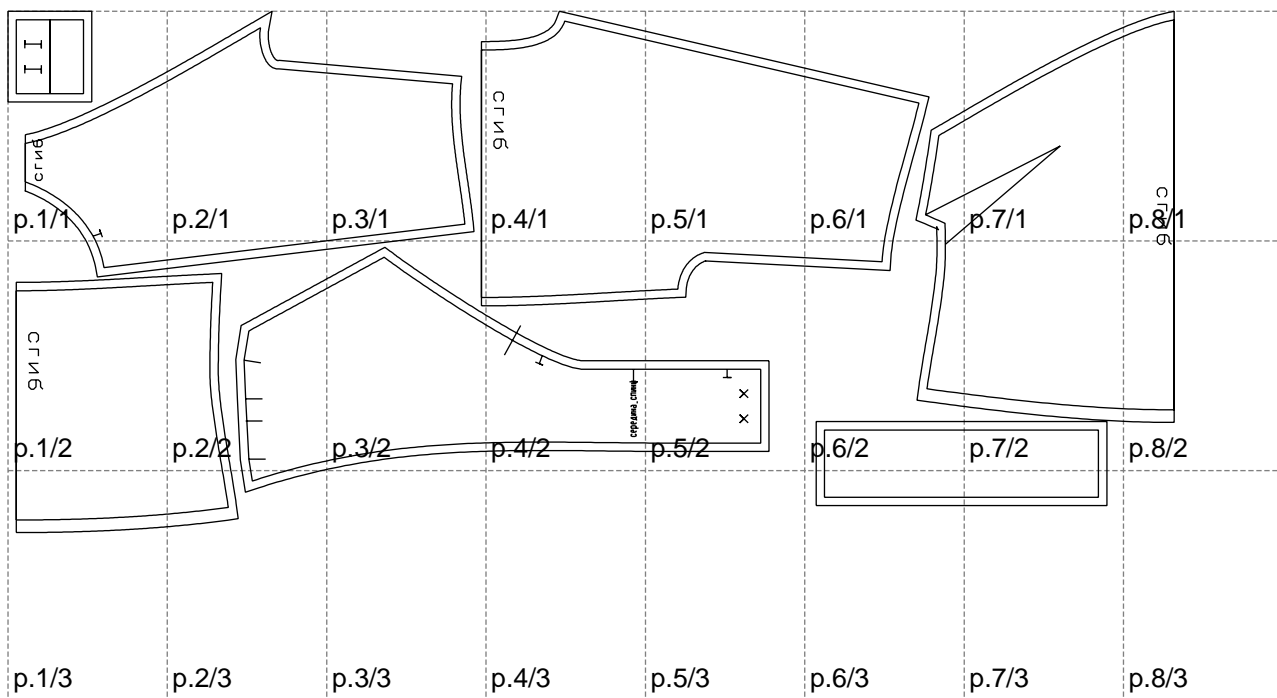 сгиб
сгиб
сгиб
p.1/1 p.2/1 p.3/1 p.4/1 p.5/1 p.6/1 p.7/1 p.8/1
сгиб
середина_спинки
p.1/2 p.2/2 p.3/2 p.4/2 p.5/2 p.6/2 p.7/2 p.8/2
p.1/3 p.2/3 p.3/3 p.4/3 p.5/3 p.6/3 p.7/3 p.8/3